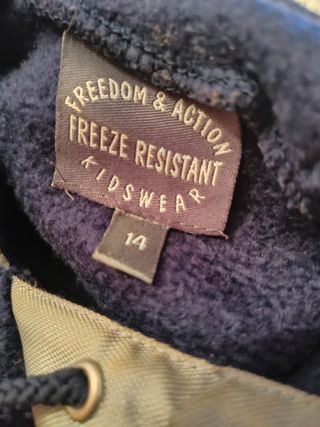 FREEDOM & ACTION
FREEZE RESISTANT
KIDSWEAR
14